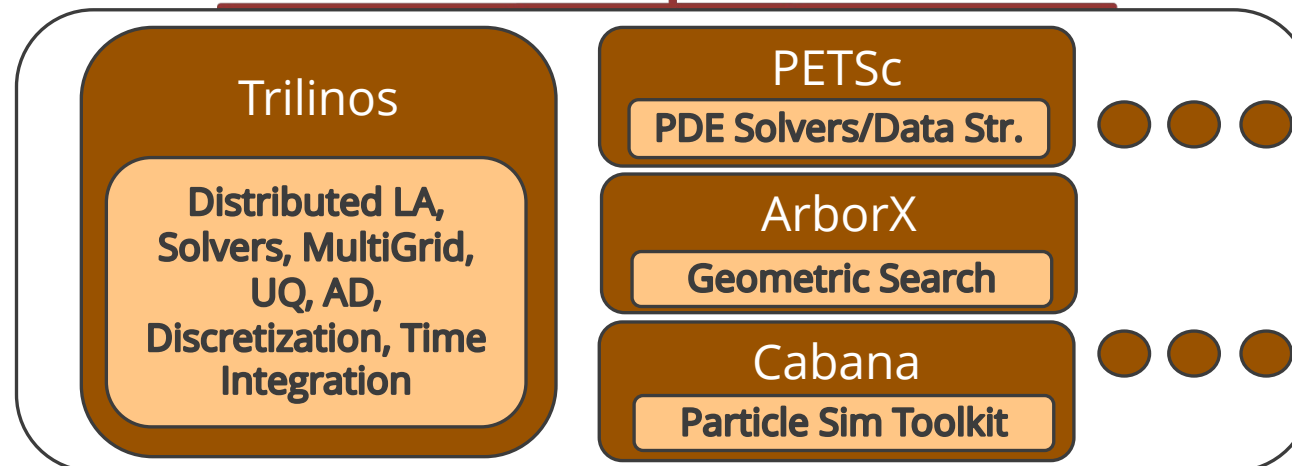 Trilinos
Distributed LA,
Solvers, MultiGrid,
UQ, AD,
Discretization, Time
Integration
PETSc
PDE Solvers/Data Str.
ArborX
Geometric Search
Cabana
Particle Sim Toolkit